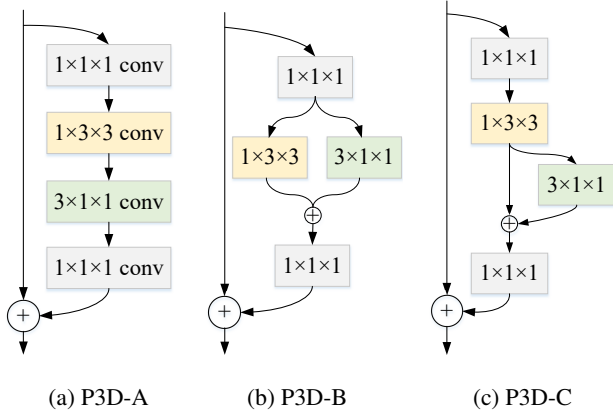 1×1×1 conv
1×3×3 conv
3×1×1 conv
1×1×1 conv
+
(a) P3D-A
1×1×1
1×3×3
3×1×1
+
1×1×1
+
(b) P3D-B
1×1×1
1×3×3
3×1×1
+
1×1×1
+
(c) P3D-C